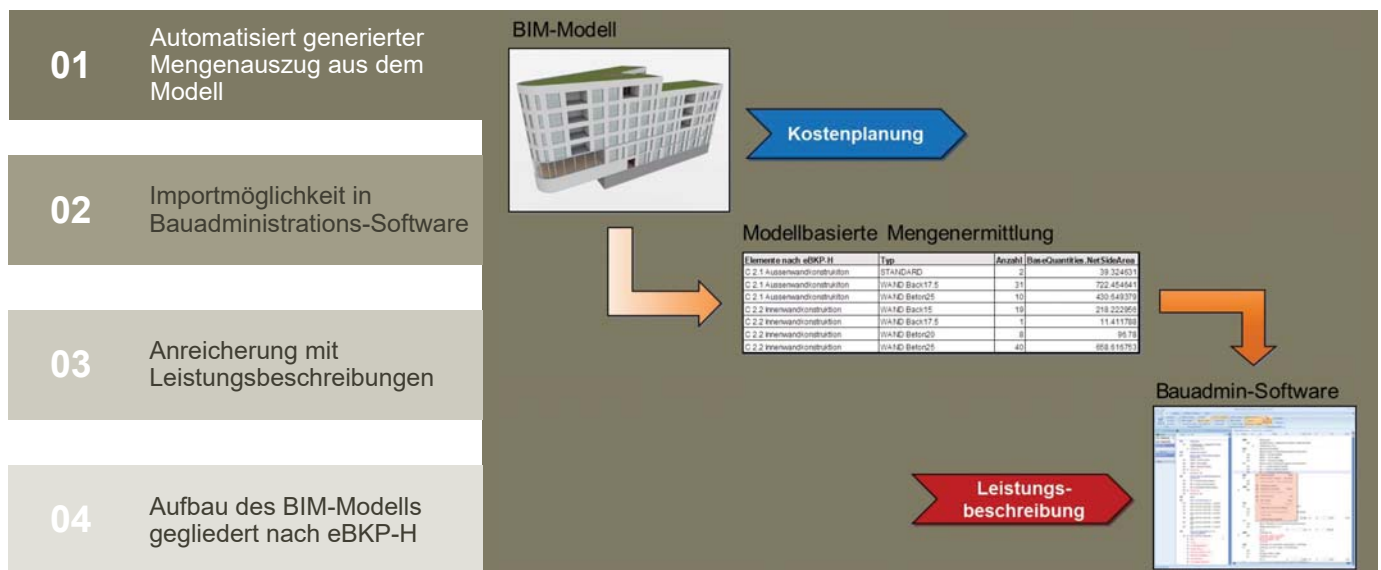 01
Automatisiert generierter
Mengenauszug aus dem
Modell
02
Importmöglichkeit in
Bauadministrations-Software
03
Anreicherung mit
Leistungsbeschreibungen
04
Aufbau des BIM-Modells
gegliedert nach eBKP-H
BIM-Modell
Kostenplanung
Modellbasierte Mengenermittlung
Elemente nach eBKP-H Typ Anzahl BaseQuantities.NetSideArea
C 2.1 Aussenwandkonstruktion STANDARD 2 39.324631
C 2.1 Aussenwandkonstruktion WAND Back17.5 31 722.454641
C 2.1 Aussenwandkonstruktion WAND Beton25 10 430.649379
C 2.2 Innenwandkonstruktion WAND Back15 19 218.222956
C 2.2 Innenwandkonstruktion WAND Back17.5 1 11.411788
C 2.2 Innenwandkonstruktion WAND Beton20 8 96.78
C 2.2 Innenwandkonstruktion WAND Beton25 40 658.616753
Bauadmin-Software
Leistungs-
beschreibung